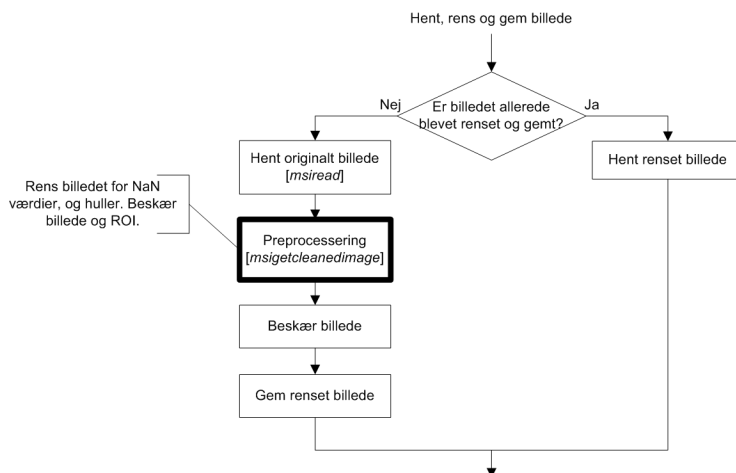 Hent, rens og gem billede
Er billedet allerede
blevet renset og gemt?
Nej
Ja
Hent originalt billede
[msiread]
Hent renset billede
Rens billedet for NaN
værdier, og huller. Beskær
billede og ROI.
Preprocessering
[msigetcleanedimage]
Beskær billede
Gem renset billede